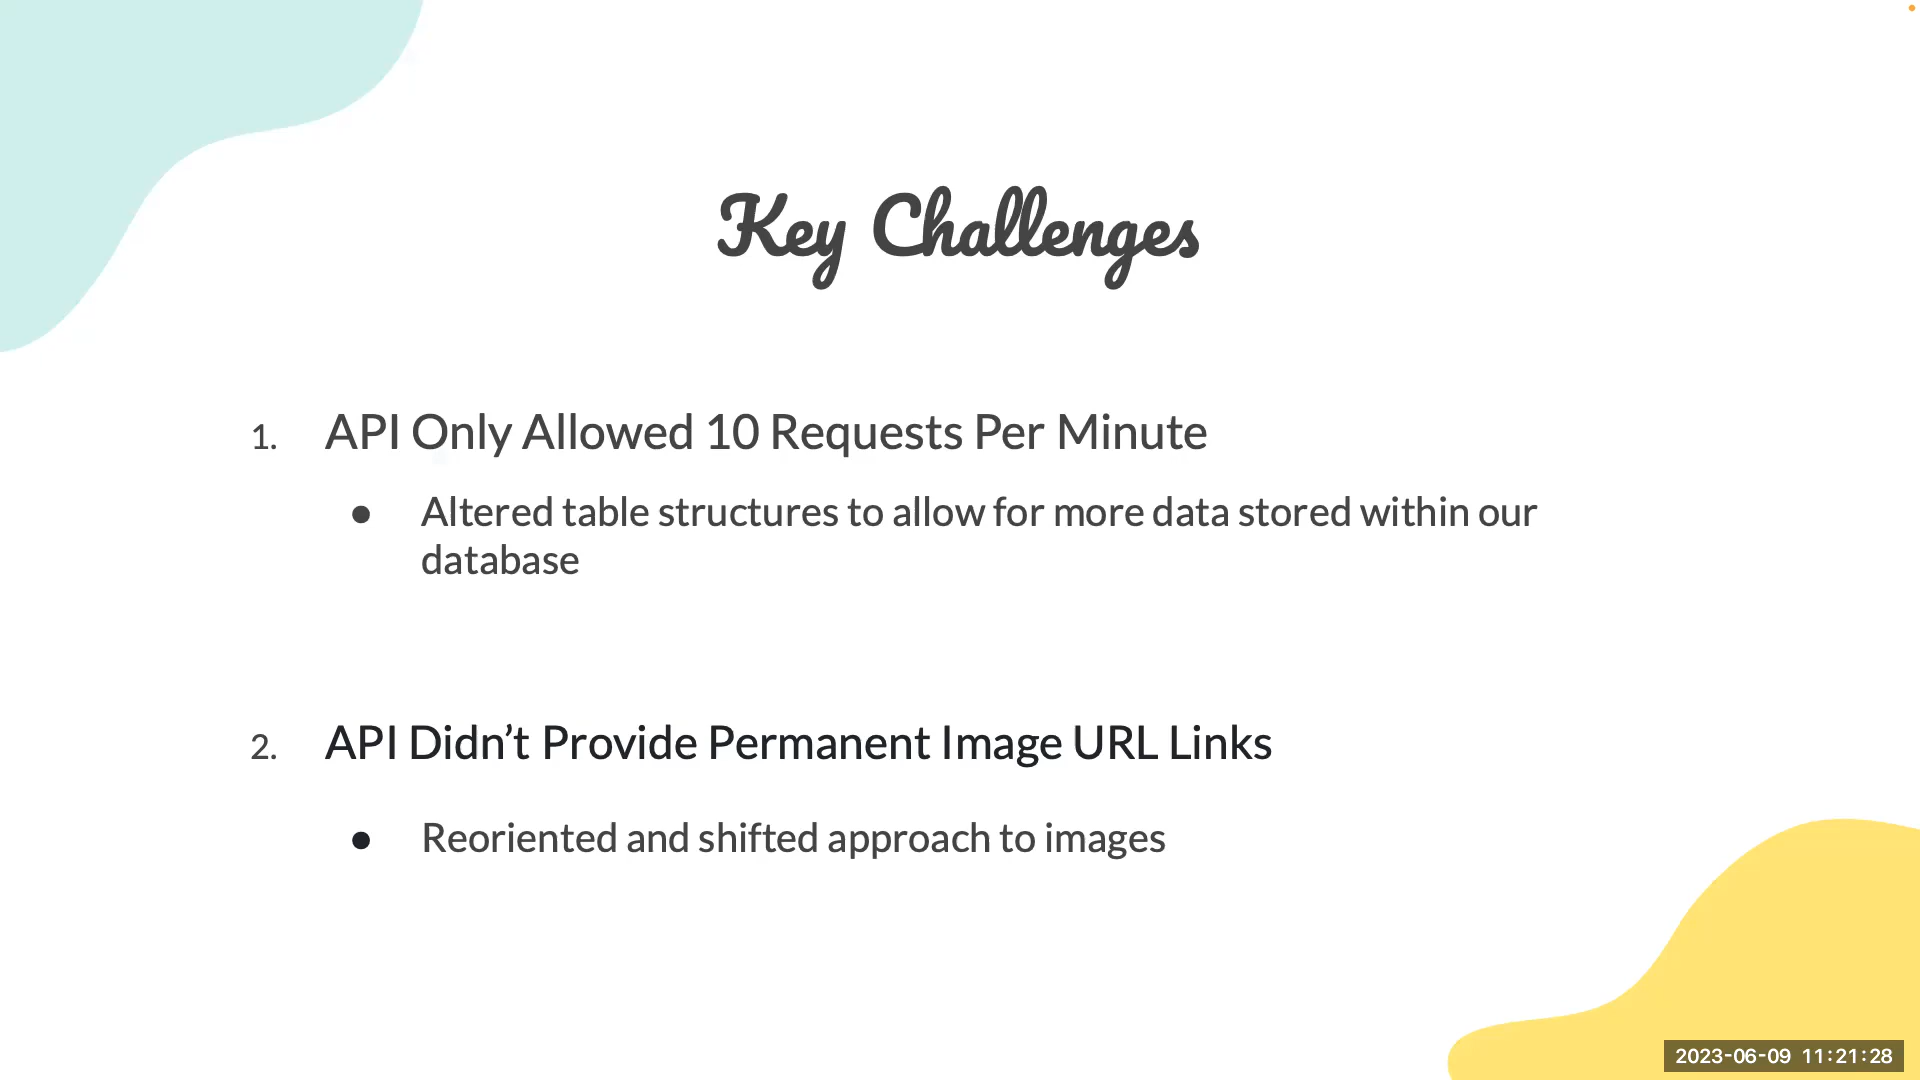 Key Challenges
1. API Only Allowed 10 Requests Per Minute
● Altered table structures to allow for more data stored within our
database
2. API Didn’t Provide Permanent Image URL Links
● Reoriented and shifted approach to images
2023-06-09 11:21:28